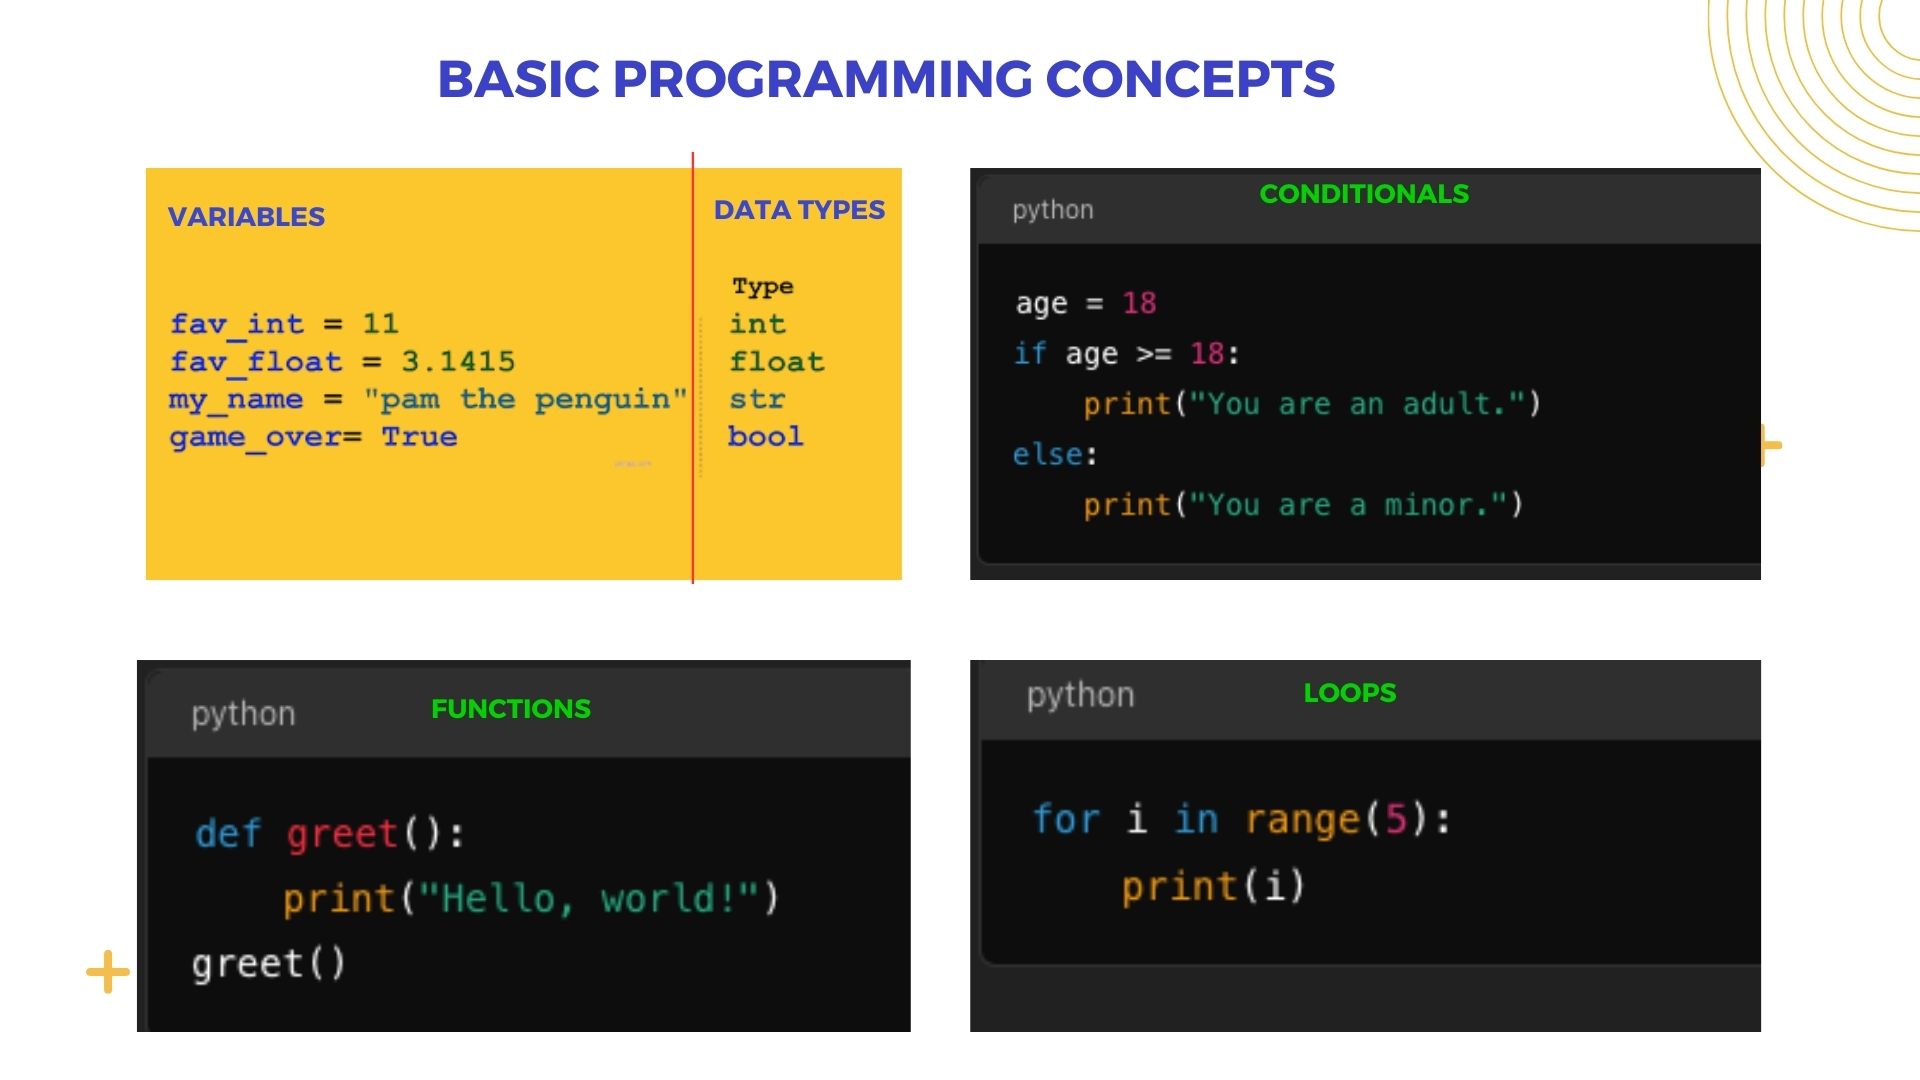 BASIC PROGRAMMING CONCEPTS
VARIABLES
fav_int = 11
fav_float = 3.1415
my_name = "pam the penguin"
game_over= True
DATA TYPES
Type
int
float
str
bool
CONDITIONALS
python
age = 18
if age >= 18:
    print("You are an adult.")
else:
    print("You are a minor.")
FUNCTIONS
python
def greet():
    print("Hello, world!")
greet()
LOOPS
python
for i in range(5):
    print(i)